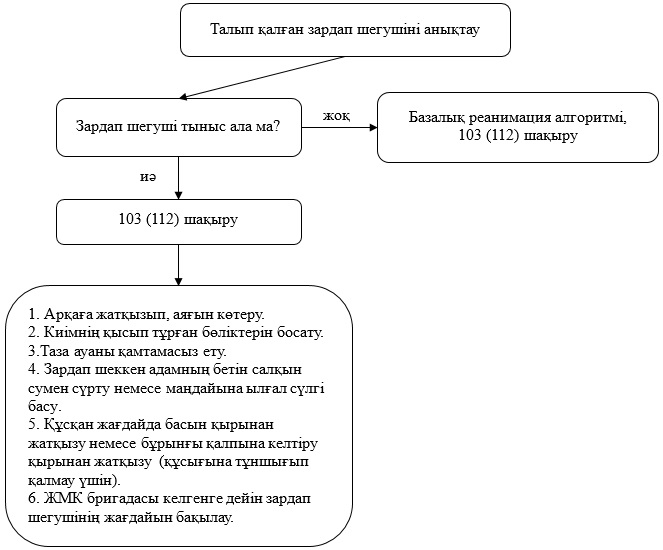 Талып қалған зардап шегушіні анықтау
Зардап шегуші тыныс ала ма?
жоқ
Базалық реанимация алгоритмі,
103 (112) шақыру
иә
103 (112) шақыру
1. Арқаға жатқызып, аяғын көтеру.
2. Киімнің қысып тұрған бөліктерін босату.
3.Таза ауаны қамтамасыз ету.
4. Зардап шеккен адамның бетін салқын
сумен сүрту немесе маңдайына ылғал сүлгі
басу.
5. Құсқан жағдайда басын қырынан
жатқызу немесе бұрынғы қалпына келтіру
қырынан жатқызу (құсығына тұншығып
қалмау үшін).
6. ЖМК бригадасы келгенге дейін зардап
шегушінің жағдайын бақылау.